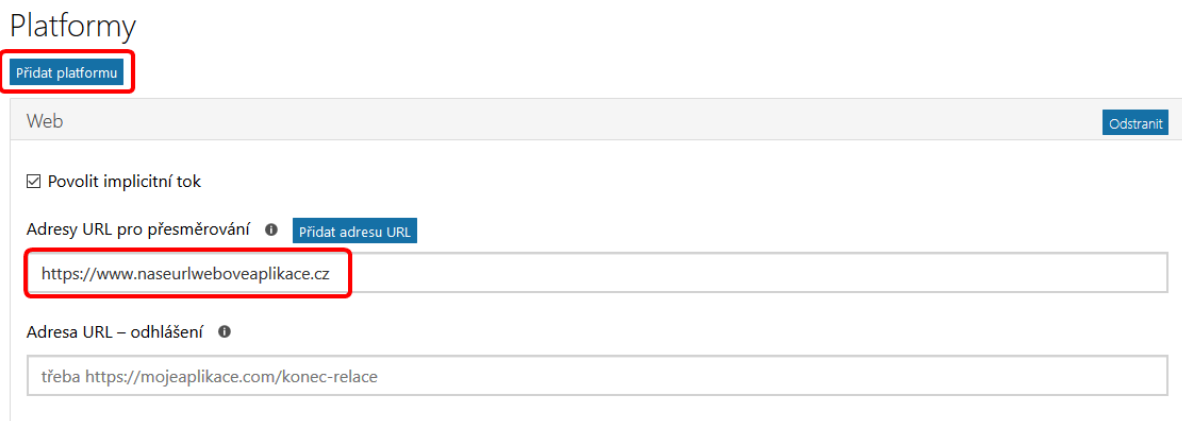 Platformy
Přidat platformu
Web
Odstranit
Povolit implicitní tok
Adresy URL pro přesměrování
Přidat adresu URL
https://www.naseurlweboveaplikace.cz
Adresa URL – odhlášení
třeba https://mojeaplikace.com/konec-relace